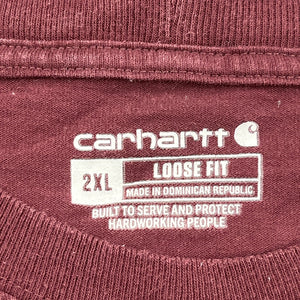 carhartt
2XL
LOOSE FIT
MADE IN DOMINICAN REPUBLIC
BUILT TO SERVE AND PROTECT
HARDWORKING PEOPLE